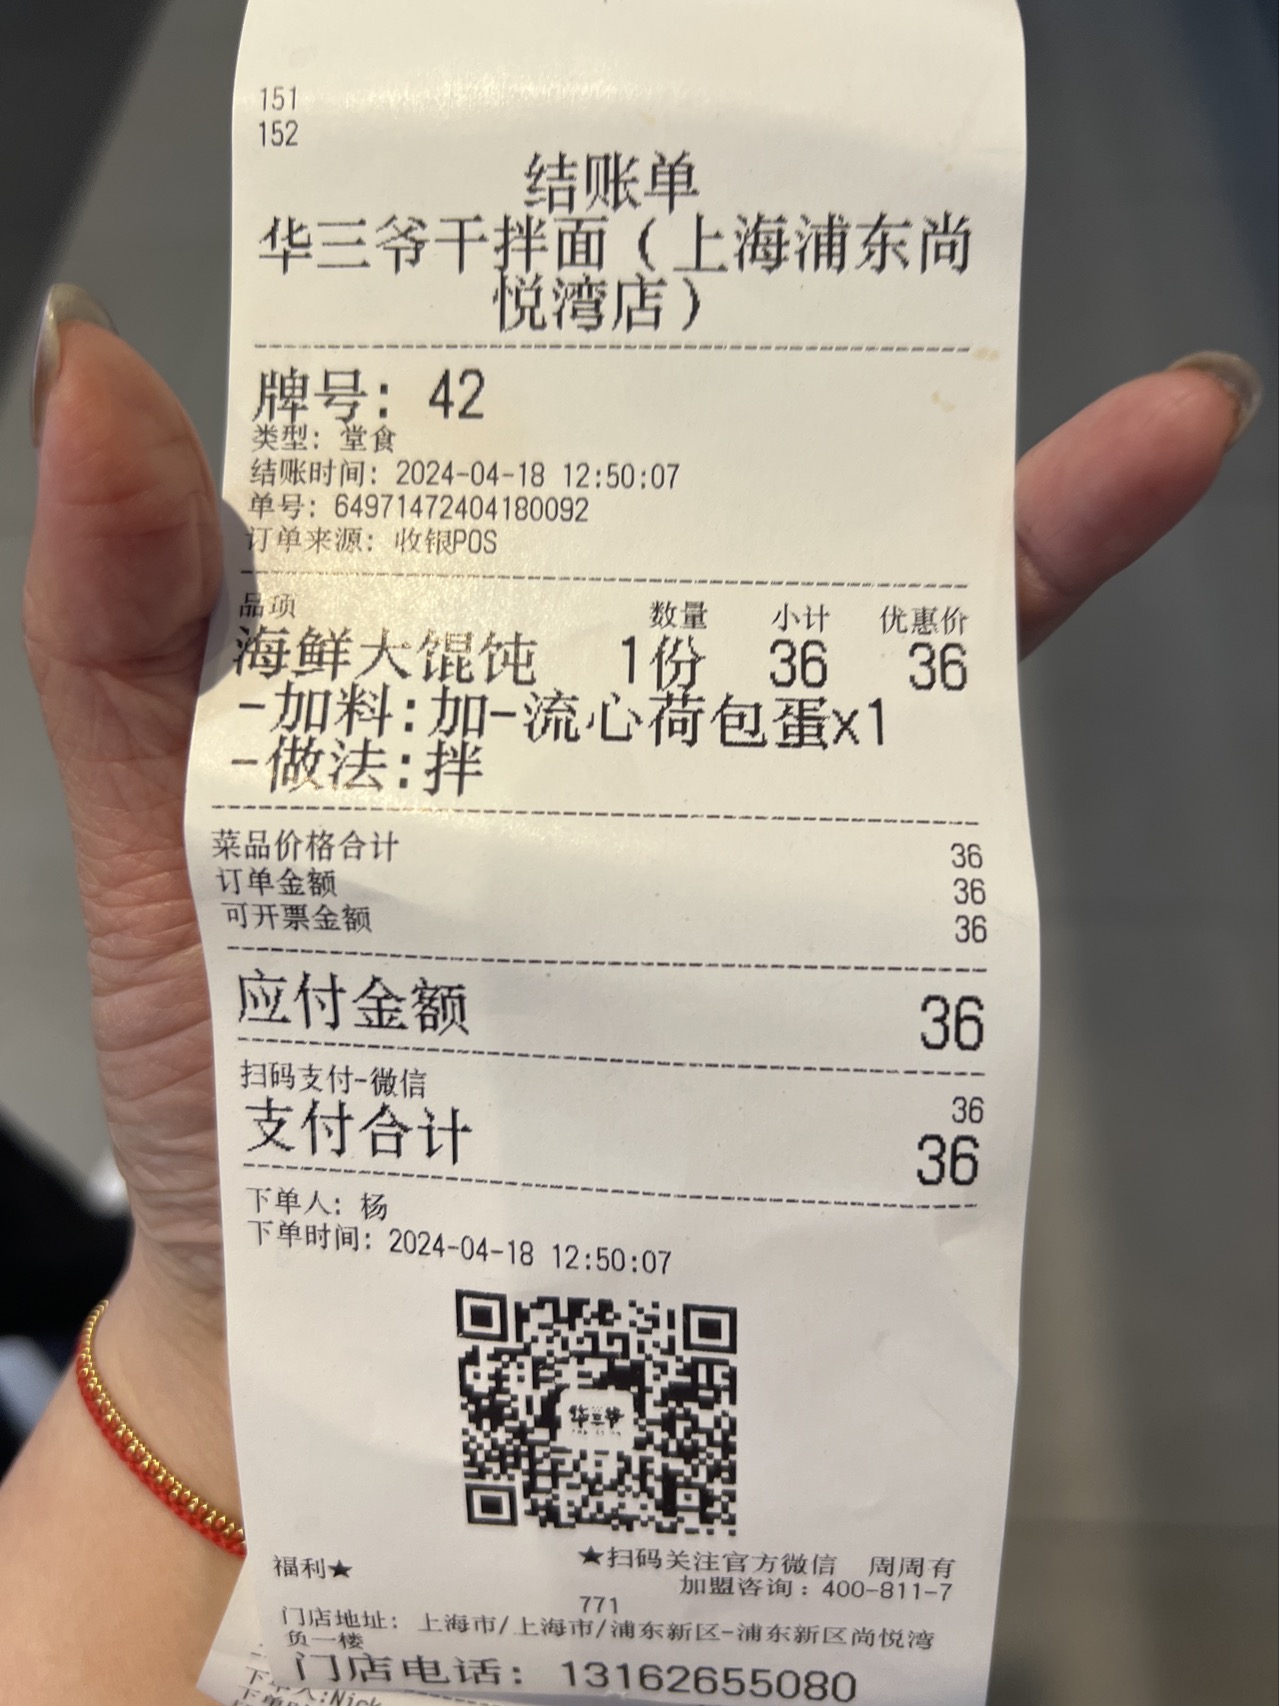 151
152
结账单
华三爷干拌面（上海浦东尚
悦湾店）
牌号：42
类型：堂食
结账时间：2024-04-18 12:50:07
单号：64971472404180092
订单来源：收银POS
品项 数量 小计 优惠价
海鲜大馄饨 1份 36 36
-加料:加-流心荷包蛋x1
-做法:拌
菜品价格合计 36
订单金额 36
可开票金额 36
应付金额 36
扫码支付-微信 36
支付合计 36
下单人：杨
下单时间：2024-04-18 12:50:07
华三爷
★扫码关注官方微信 周周有
福利★
加盟咨询：400-811-7
771
门店地址：上海市/上海市/浦东新区-浦东新区尚悦湾
负一楼
门店电话：13162655080
下单人:Nick